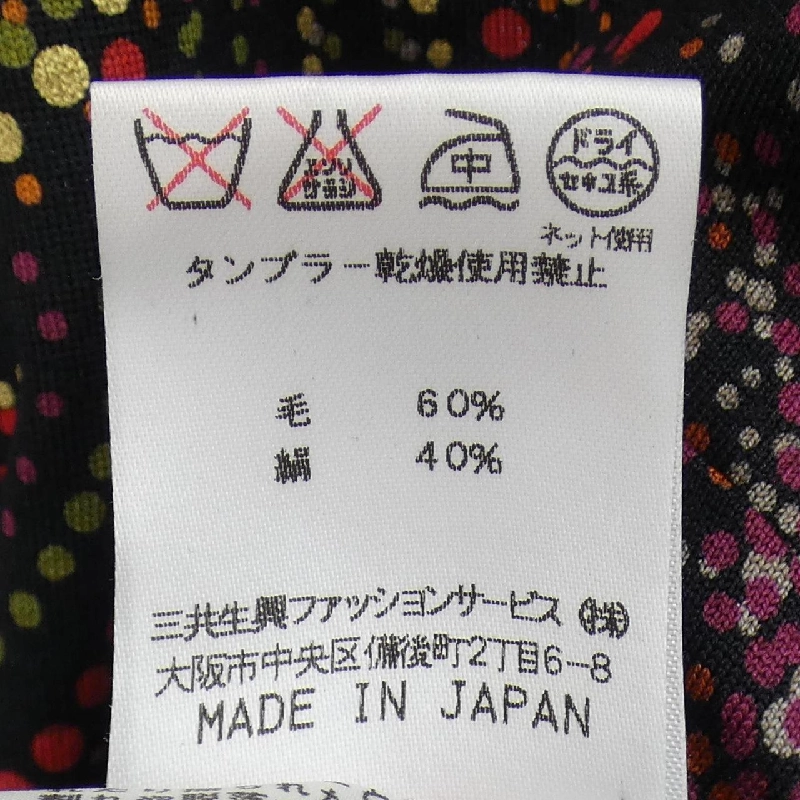 エンソ
サラシ
中
ドライ
セキユ系
ネット使用
タンブラー乾燥使用禁止
毛 60%
絹 40%
三共生興ファッションサービス ㈱
大阪市中央区備後町2丁目6-8
MADE IN JAPAN